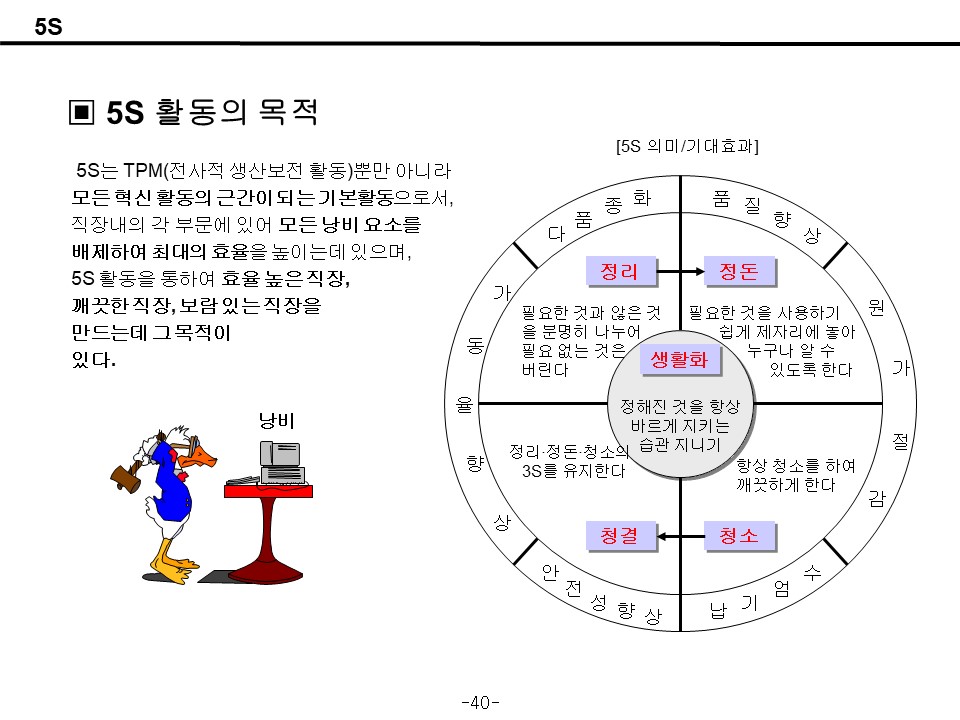 5S
▣ 5S 활동의 목적
5S는 TPM(전사적 생산보전 활동)뿐만 아니라
모든 혁신 활동의 근간이 되는 기본활동으로서,
직장내의 각 부문에 있어 모든 낭비 요소를
배제하여 최대의 효율을 높이는데 있으며,
5S 활동을 통하여 효율 높은 직장,
깨끗한 직장, 보람 있는 직장을
만드는데 그 목적이
있다.
낭비
[5S 의미/기대효과]
다품종화
품질향상
가동율향상
원가절감
안전성향상
납기엄수
정리
정돈
필요한 것과 않은 것
을 분명히 나누어
필요 없는 것은
버린다
필요한 것을 사용하기
쉽게 제자리에 놓아
누구나 알 수
있도록 한다
생활화
정해진 것을 항상
바르게 지키는
습관 지니기
정리·정돈·청소의
3S를 유지한다
항상 청소를 하여
깨끗하게 한다
청결
청소
-40-